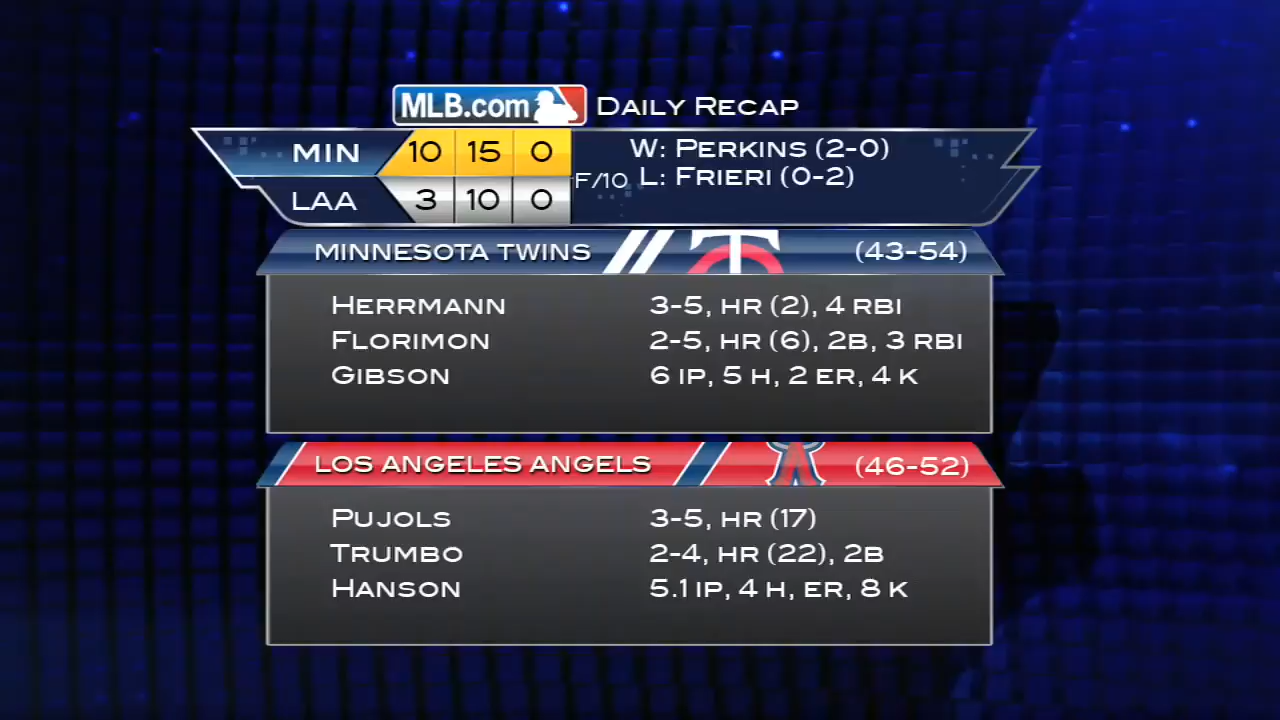 MLB.com DAILY RECAP
MIN 10 15 0
LAA 3 10 0
F/10
W: PERKINS (2-0)
L: FRIERI (0-2)
MINNESOTA TWINS (43-54)
HERRMANN 3-5, HR (2), 4 RBI
FLORIMON 2-5, HR (6), 2B, 3 RBI
GIBSON 6 IP, 5 H, 2 ER, 4 K
LOS ANGELES ANGELS (46-52)
PUJOLS 3-5, HR (17)
TRUMBO 2-4, HR (22), 2B
HANSON 5.1 IP, 4 H, ER, 8 K